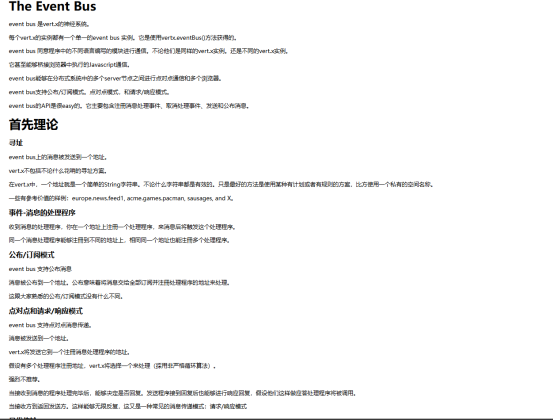 The Event Bus
event bus 是vert.x的神经系统。
每个vert.x的实例都有一个单一的event bus 实例。它是使用vertx.eventBus()方法获得的。
event bus 同意程序中的不同语言编写的模块进行通信。不论他们是同样的vert.x实例。还是不同的vert.x实例。
它甚至能够桥接浏览器中执行的Javascript通信。
event bus能够在分布式系统中的多个server节点之间进行点对点通信和多个浏览器。
event bus支持公布/订阅模式。点对点模式，和请求/响应模式。
event bus的API是很easy的。它主要包含注册消息处理事件，取消处理事件，发送和公布消息。
首先理论
寻址
event bus上的消息被发送到一个地址。
vert.x不包括不论什么花哨的寻址方案。
在vert.x中，一个地址就是一个简单的String字符串。不论什么字符串都是有效的。只是最好的方法是使用某种有计划或者有规则的方案，比方使用一个私有的空间名称。
一些有参考价值的样例：europe.news.feed1, acme.games.pacman, sausages, and X。
事件-消息的处理程序
收到消息的处理程序，你在一个地址上注册一个处理程序，来消息后将触发这个处理程序。
同一个消息处理程序能够注册到不同的地址上，相同同一个地址也能注册多个处理程序。
公布/订阅模式
event bus 支持公布消息
消息被公布到一个地址。公布意味着将消息交给全部订阅并注册处理程序的地址来处理。
这跟大家熟悉的公布/订阅模式没有什么不同。
点对点和请求/响应模式
event bus 支持点对点消息传递。
消息被发送到一个地址。
vert.x将发送它到一个注册消息处理程序的地址。
假设有多个处理程序注册地址，vert.x将选择一个来处理（採用非严格循环算法）。
强烈不推荐。
当接收到消息的程序处理完毕后，能够决定是否回复。发送程序接到回复后也能够进行响应回复，假设他们这样做应答处理程序将被调用。
当接收方到返回发送方。这样能够无限反复，这又是一种常见的消息传递模式；请求/响应模式